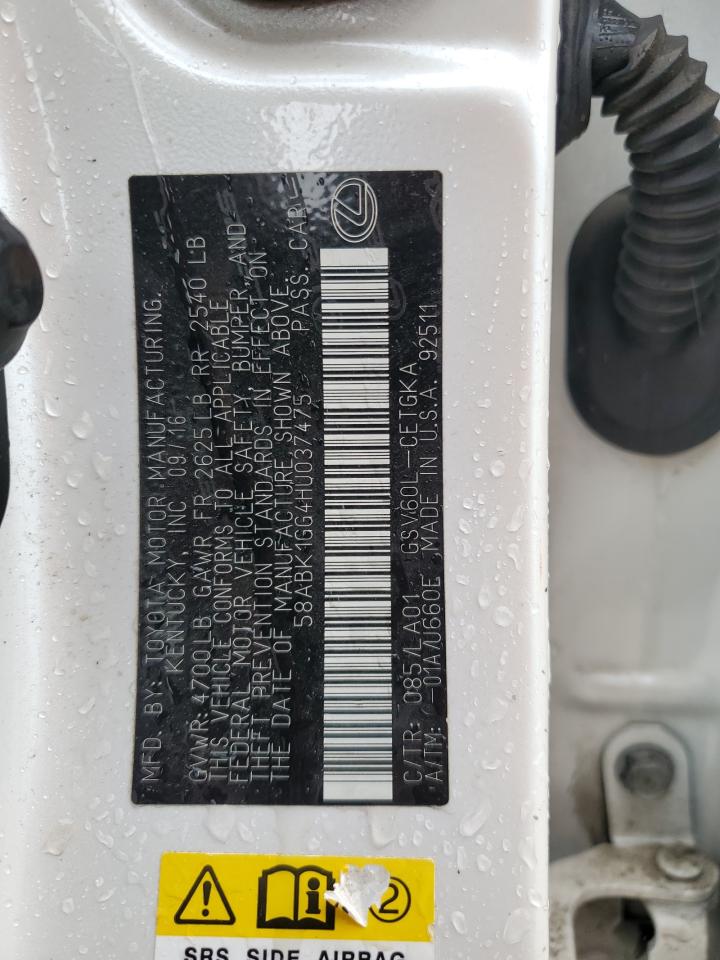 MFD. BY: TOYOTA MOTOR MANUFACTURING.
KENTUCKY, INC 09/16
GVWR: 4700LB GAWR FR 2625 LB RR 2540 LB
THIS VEHICLE CONFORMS TO ALL APPLICABLE
FEDERAL MOTOR VEHICLE SAFETY, BUMPER, AND
THEFT PREVENTION STANDARDS IN EFFECT ON
THE DATE OF MANUFACTURE SHOWN ABOVE.
58ABK1GG4HU037475 PASS. CAR
C/TR: 085/LA01 GSV60L-CETGKA
A/TM: -01A/U660E MADE IN U.S.A. 92511
2
SRS SIDE AIRBAG